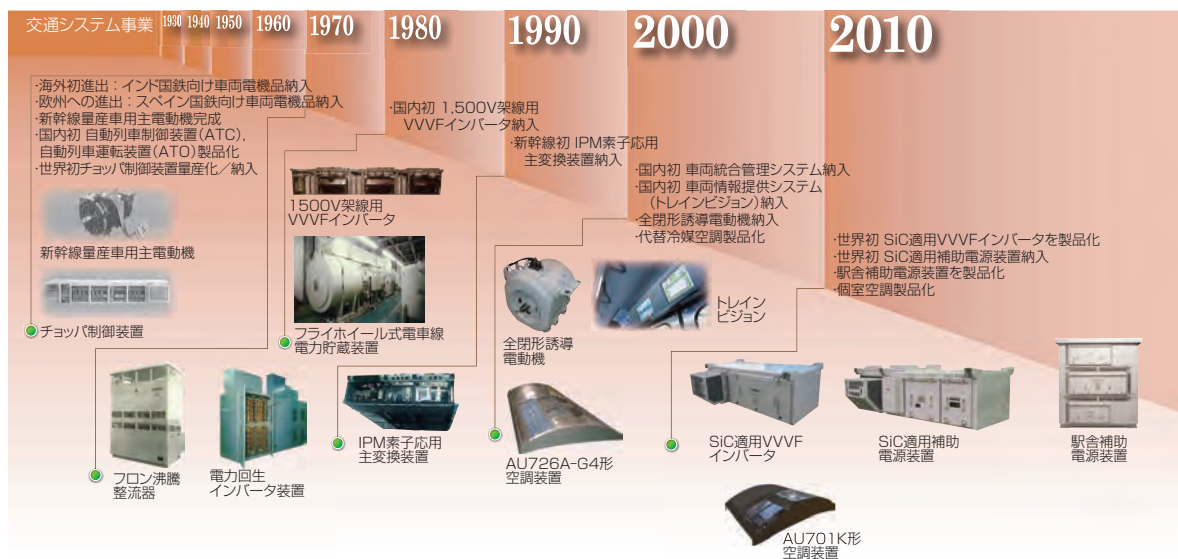 交通システム事業
1930
1940
1950
1960
1970
1980
1990
2000
2010
・海外初進出：インド国鉄向け車両電機品納入
・欧州への進出：スペイン国鉄向け車両電機品納入
・新幹線量産車用主電動機完成
・国内初 自動列車制御装置（ATC），
自動列車運転装置（ATO）製品化
・世界初チョッパ制御装置量産化／納入
新幹線量産車用主電動機
チョッパ制御装置
フロン沸騰
整流器
電力回生
インバータ装置
・国内初 1,500V架線用
VVVFインバータ納入
1500V架線用
VVVFインバータ
フライホイール式電車線
電力貯蔵装置
・新幹線初 IPM素子応用
主変換装置納入
IPM素子応用
主変換装置
・国内初 車両統合管理システム納入
・国内初 車両情報提供システム
（トレインビジョン）納入
・全閉形誘導電動機納入
・代替冷媒空調製品化
全閉形誘導
電動機
トレイン
ビジョン
AU726A-G4形
空調装置
・世界初 SiC適用VVVFインバータを製品化
・世界初 SiC適用補助電源装置納入
・駅舎補助電源装置を製品化
・個室空調製品化
SiC適用VVVF
インバータ
SiC適用補助
電源装置
駅舎補助
電源装置
AU701K形
空調装置